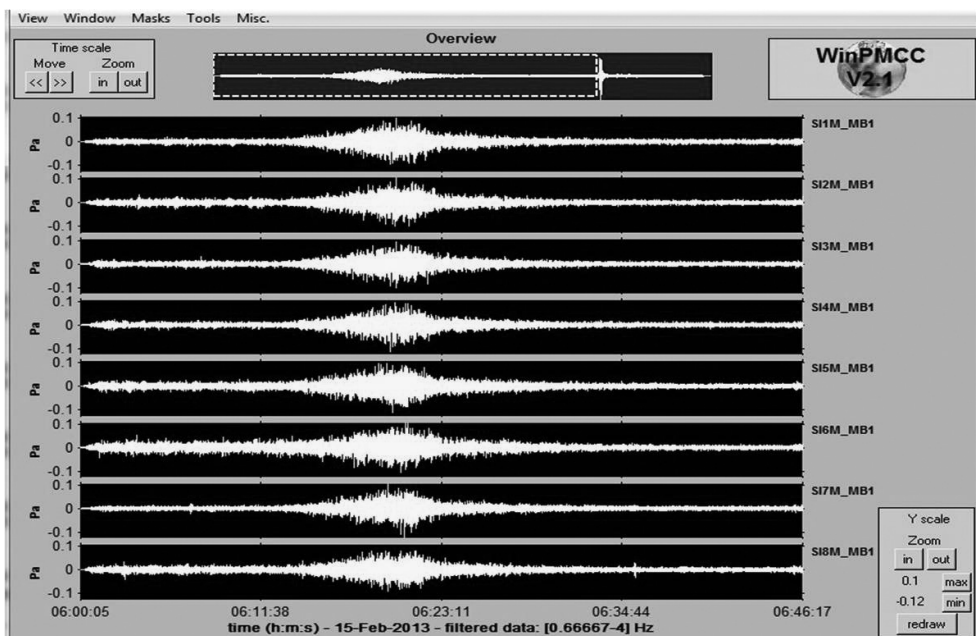 View Window Masks Tools Misc.
Overview
Time scale
Move Zoom
<< >> in out
WinPMCC
V2.1
0.1
Pa 0
-0.1
SI1M_MB1
0.1
Pa 0
-0.1
SI2M_MB1
0.1
Pa 0
-0.1
SI3M_MB1
0.1
Pa 0
-0.1
SI4M_MB1
0.1
Pa 0
-0.1
SI5M_MB1
0.1
Pa 0
-0.1
SI6M_MB1
0.1
Pa 0
-0.1
SI7M_MB1
0.1
Pa 0
-0.1
SI8M_MB1
06:00:05 06:11:38 06:23:11 06:34:44 06:46:17
time (h:m:s) - 15-Feb-2013 - filtered data: [0.66667-4] Hz
Y scale
Zoom
in out
0.1 max
-0.12 min
redraw